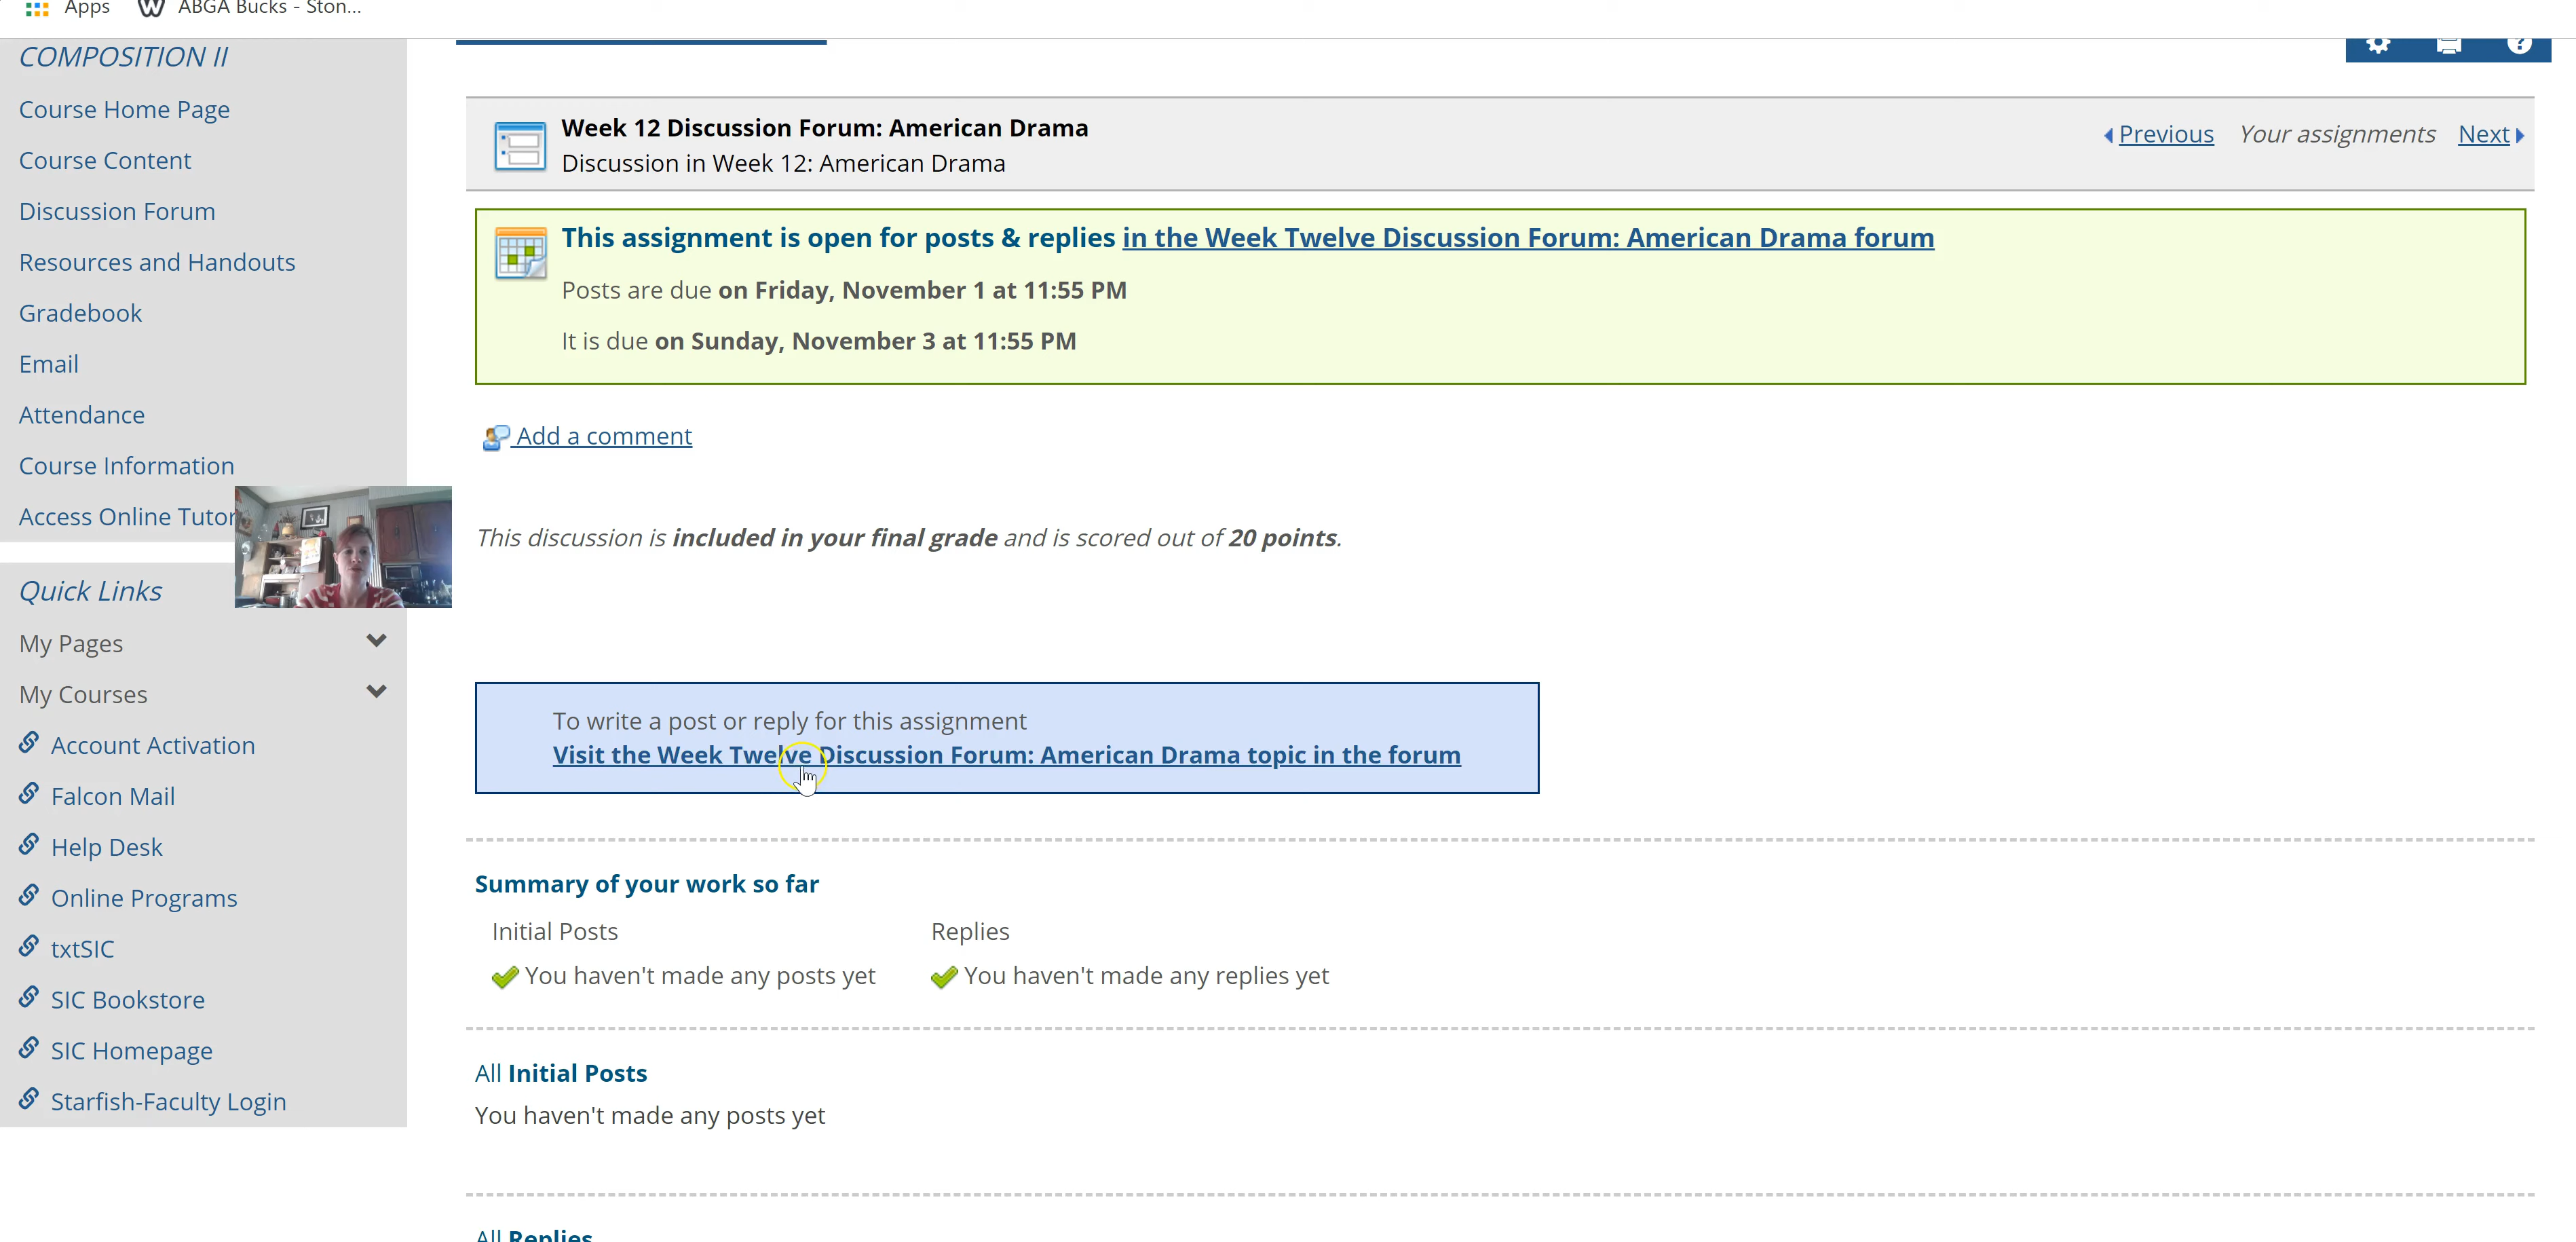 Apps ABGA Bucks - Ston...
COMPOSITION II
Course Home Page
Course Content
Discussion Forum
Resources and Handouts
Gradebook
Email
Attendance
Course Information
Access Online Tutor
Quick Links
My Pages
My Courses
Account Activation
Falcon Mail
Help Desk
Online Programs
txtSIC
SIC Bookstore
SIC Homepage
Starfish-Faculty Login
Week 12 Discussion Forum: American Drama
Discussion in Week 12: American Drama
Previous Your assignments Next
This assignment is open for posts & replies in the Week Twelve Discussion Forum: American Drama forum
Posts are due on Friday, November 1 at 11:55 PM
It is due on Sunday, November 3 at 11:55 PM
Add a comment
This discussion is included in your final grade and is scored out of 20 points.
To write a post or reply for this assignment
Visit the Week Twelve Discussion Forum: American Drama topic in the forum
Summary of your work so far
Initial Posts Replies
You haven't made any posts yet You haven't made any replies yet
All Initial Posts
You haven't made any posts yet
All Replies